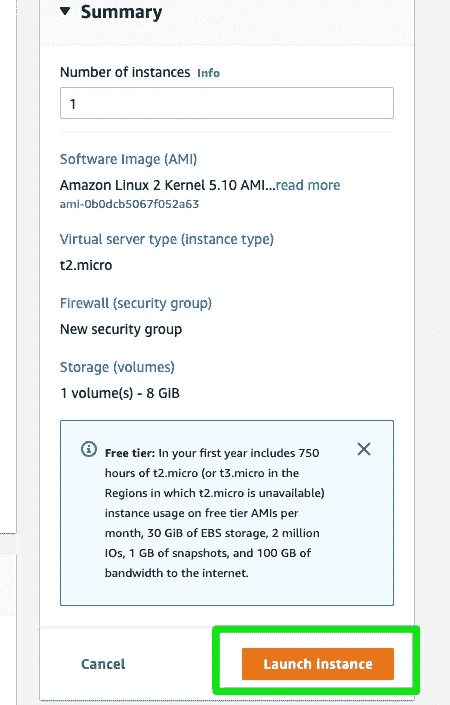 Summary
Number of instances Info
1
Software Image (AMI)
Amazon Linux 2 Kernel 5.10 AMI...read more
ami-0b0dcb5067f052a63
Virtual server type (instance type)
t2.micro
Firewall (security group)
New security group
Storage (volumes)
1 volume(s) - 8 GiB
Free tier: In your first year includes 750
hours of t2.micro (or t3.micro in the
Regions in which t2.micro is unavailable)
instance usage on free tier AMIs per
month, 30 GiB of EBS storage, 2 million
IOs, 1 GB of snapshots, and 100 GB of
bandwidth to the internet.
Cancel Launch instance